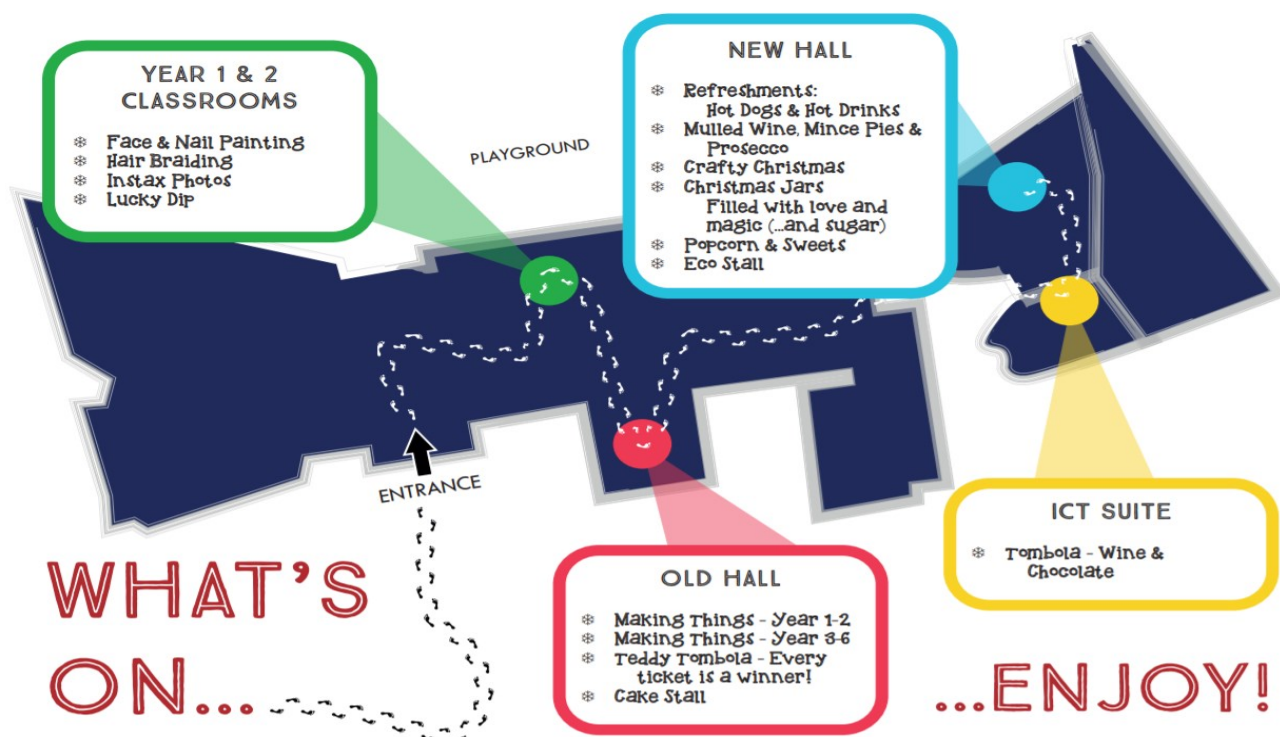 YEAR 1 & 2
CLASSROOMS
Face & Nail Painting
Hair Braiding
Instax Photos
Lucky Dip
PLAYGROUND
NEW HALL
Refreshments:
Hot Dogs & Hot Drinks
Mulled Wine, Mince Pies &
Prosecco
Crafty Christmas
Christmas Jars
Filled with love and
magic (...and sugar)
Popcorn & Sweets
Eco Stall
ENTRANCE
WHAT'S
ON...
OLD HALL
Making Things - Year 1-2
Making Things - Year 3-6
Teddy Tombola - Every
ticket is a winner!
Cake Stall
ICT SUITE
Tombola - Wine &
Chocolate
...ENJOY!